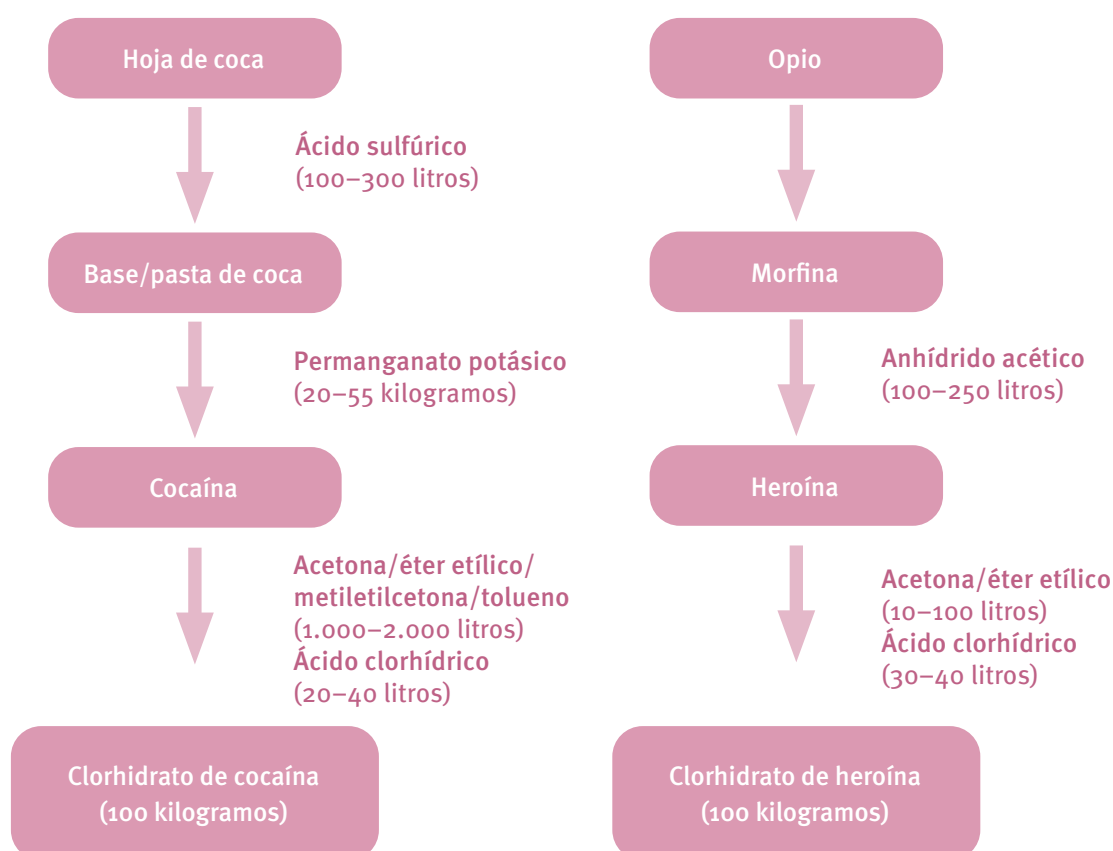 Hoja de coca
Ácido sulfúrico
(100–300 litros)
Base/pasta de coca
Permanganato potásico
(20–55 kilogramos)
Cocaína
Acetona/éter etílico/
metiletilcetona/tolueno
(1.000–2.000 litros)
Ácido clorhídrico
(20–40 litros)
Clorhidrato de cocaína
(100 kilogramos)
Opio
Morfina
Anhídrido acético
(100–250 litros)
Heroína
Acetona/éter etílico
(10–100 litros)
Ácido clorhídrico
(30–40 litros)
Clorhidrato de heroína
(100 kilogramos)